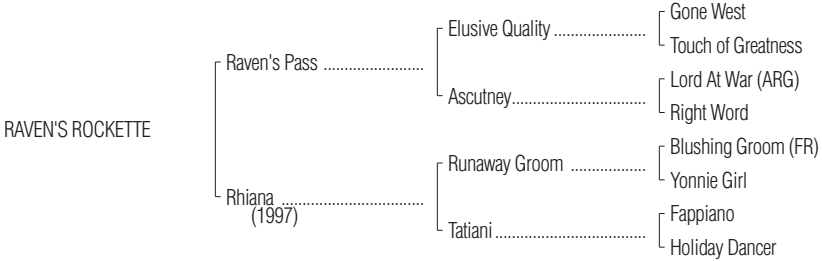 Gone West
Elusive Quality ......................
Touch of Greatness
Raven's Pass ........................
Lord At War (ARG)
Ascutney................................
Right Word
RAVEN'S ROCKETTE
Blushing Groom (FR)
Runaway Groom ..................
Yonnie Girl
Rhiana ..................................
(1997)
Fappiano
Tatiani ....................................
Holiday Dancer